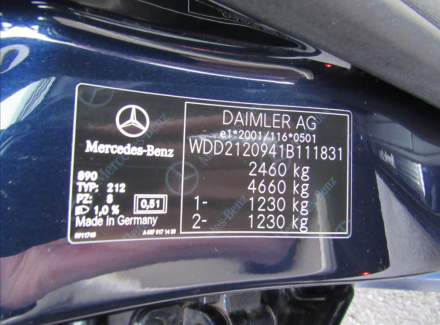 Mercedes-Benz
890
TYP: 212
PZ: 8
1,0% 0,51
Made in Germany
DAIMLER AG
e1*2001/116*0501
WDD2120941B111831
2460 kg
4660 kg
1- 1230 kg
2- 1230 kg